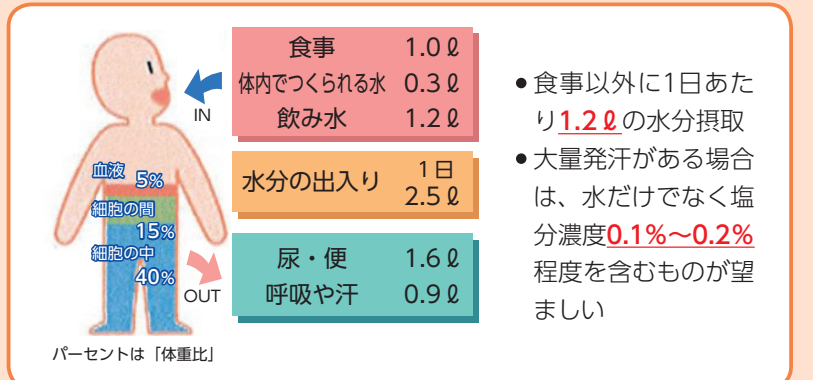 食事 1.0ℓ
体内でつくられる水 0.3ℓ
飲み水 1.2ℓ
IN
水分の出入り 1日 2.5ℓ
尿・便 1.6ℓ
呼吸や汗 0.9ℓ
OUT
血液 5%
細胞の間
15%
細胞の中
40%
パーセントは「体重比」
●食事以外に1日あた
り1.2ℓの水分摂取
●大量発汗がある場合
は、水だけでなく塩
分濃度0.1%〜0.2%
程度を含むものが望
ましい